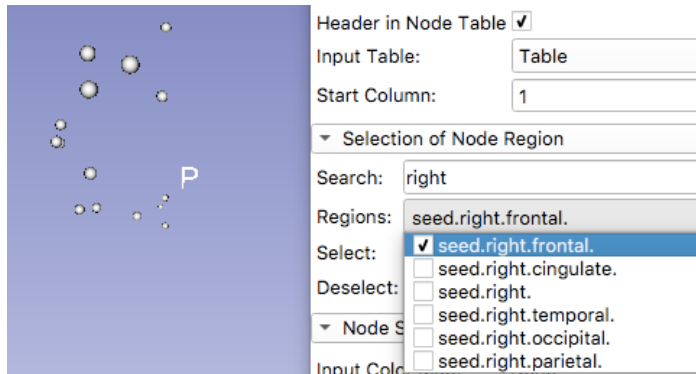 P
Header in Node Table
Input Table: Table
Start Column: 1
Selection of Node Region
Search: right
Regions: seed.right.frontal.
Select: seed.right.frontal.
seed.right.cingulate.
Deselect: seed.right.
seed.right.temporal.
Node S seed.right.occipital.
seed.right.parietal.